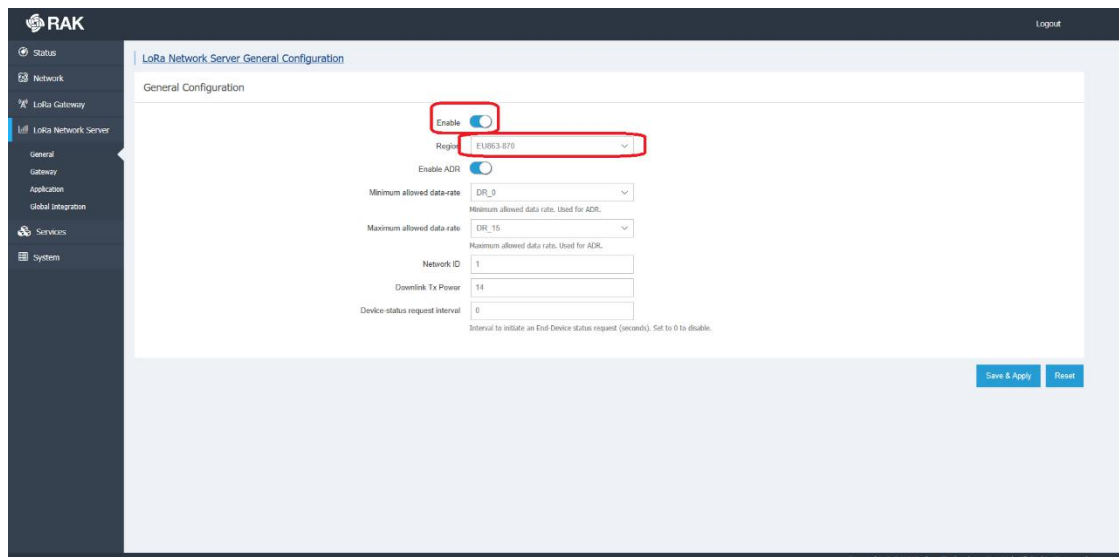 RAK
Logout
Status
Network
LoRa Gateway
LoRa Network Server
General
Gateway
Application
Global Integration
Services
System
LoRa Network Server General Configuration
General Configuration
Enable
Region EU863-870
Enable ADR
Minimum allowed data-rate DR_0
Minimum allowed data rate. Used for ADR.
Maximum allowed data-rate DR_15
Maximum allowed data rate. Used for ADR.
Network ID 1
Downlink Tx Power 14
Device-status request interval 0
Interval to initiate an End-Device status request (seconds). Set to 0 to disable.
Save & Apply Reset